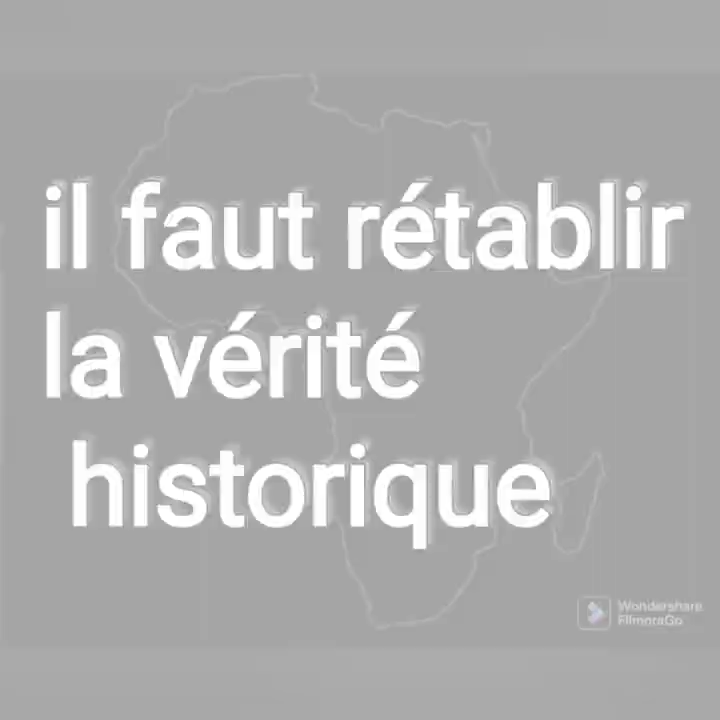 il faut rétablir
la vérité
historique
Wondershare
FilmoraGo